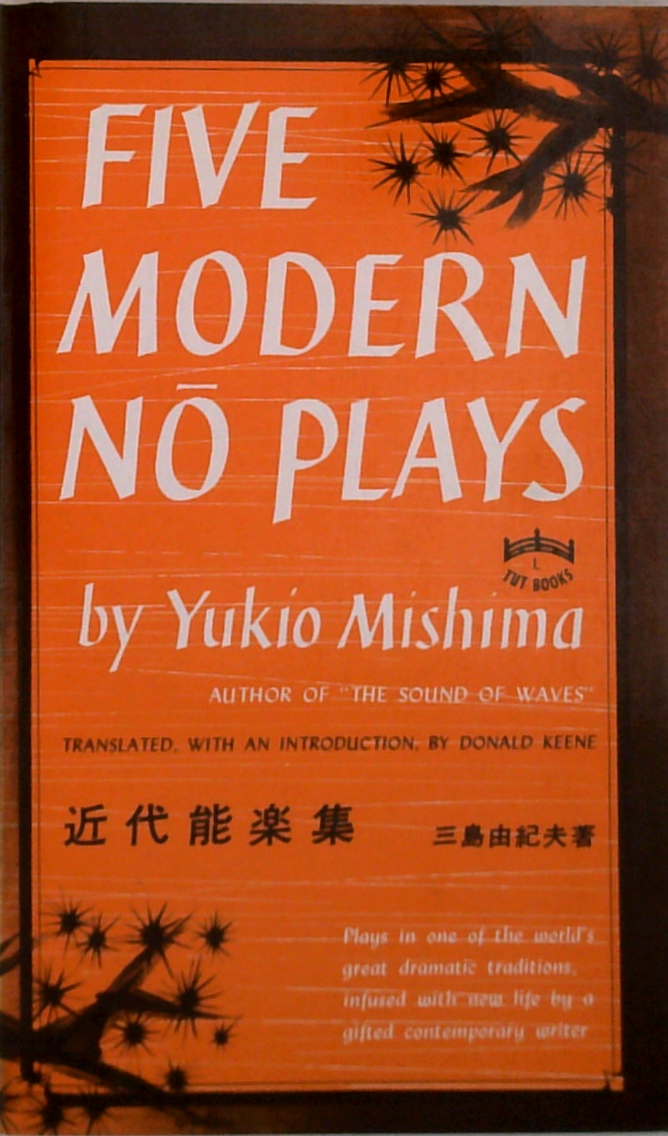 FIVE
MODERN
NŌ PLAYS
L
TUT BOOKS
by Yukio Mishima
AUTHOR OF "THE SOUND OF WAVES"
TRANSLATED, WITH AN INTRODUCTION, BY DONALD KEENE
近代能楽集 三島由紀夫著
Plays in one of the world's
great dramatic traditions,
infused with new life by a
gifted contemporary writer